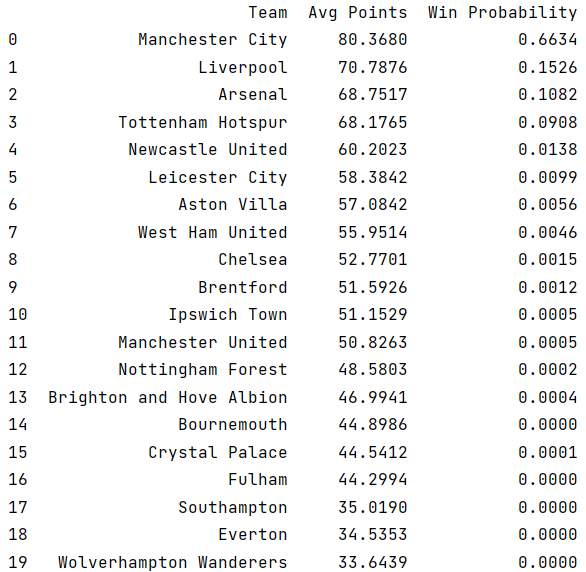 Team Avg Points Win Probability
0 Manchester City 80.3680 0.6634
1 Liverpool 70.7876 0.1526
2 Arsenal 68.7517 0.1082
3 Tottenham Hotspur 68.1765 0.0908
4 Newcastle United 60.2023 0.0138
5 Leicester City 58.3842 0.0099
6 Aston Villa 57.0842 0.0056
7 West Ham United 55.9514 0.0046
8 Chelsea 52.7701 0.0015
9 Brentford 51.5926 0.0012
10 Ipswich Town 51.1529 0.0005
11 Manchester United 50.8263 0.0005
12 Nottingham Forest 48.5803 0.0002
13 Brighton and Hove Albion 46.9941 0.0004
14 Bournemouth 44.8986 0.0000
15 Crystal Palace 44.5412 0.0001
16 Fulham 44.2994 0.0000
17 Southampton 35.0190 0.0000
18 Everton 34.5353 0.0000
19 Wolverhampton Wanderers 33.6439 0.0000